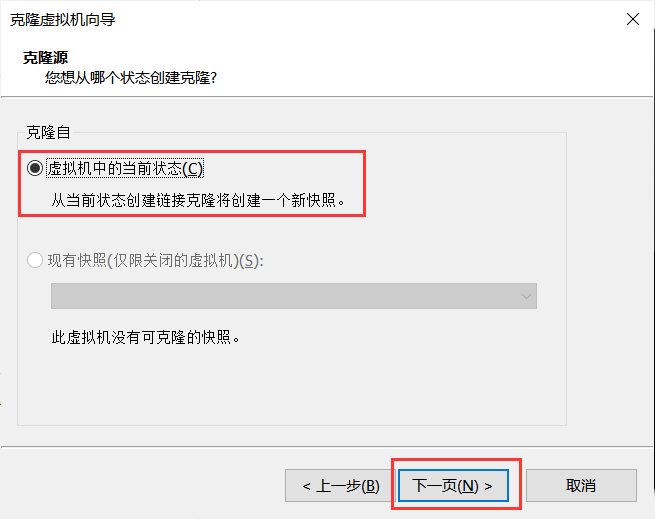 克隆虚拟机向导
克隆源
您想从哪个状态创建克隆?
克隆自
虚拟机中的当前状态(C)
从当前状态创建链接克隆将创建一个新快照。
现有快照(仅限关闭的虚拟机)(S):
此虚拟机没有可克隆的快照。
< 上一步(B) 下一页(N) > 取消